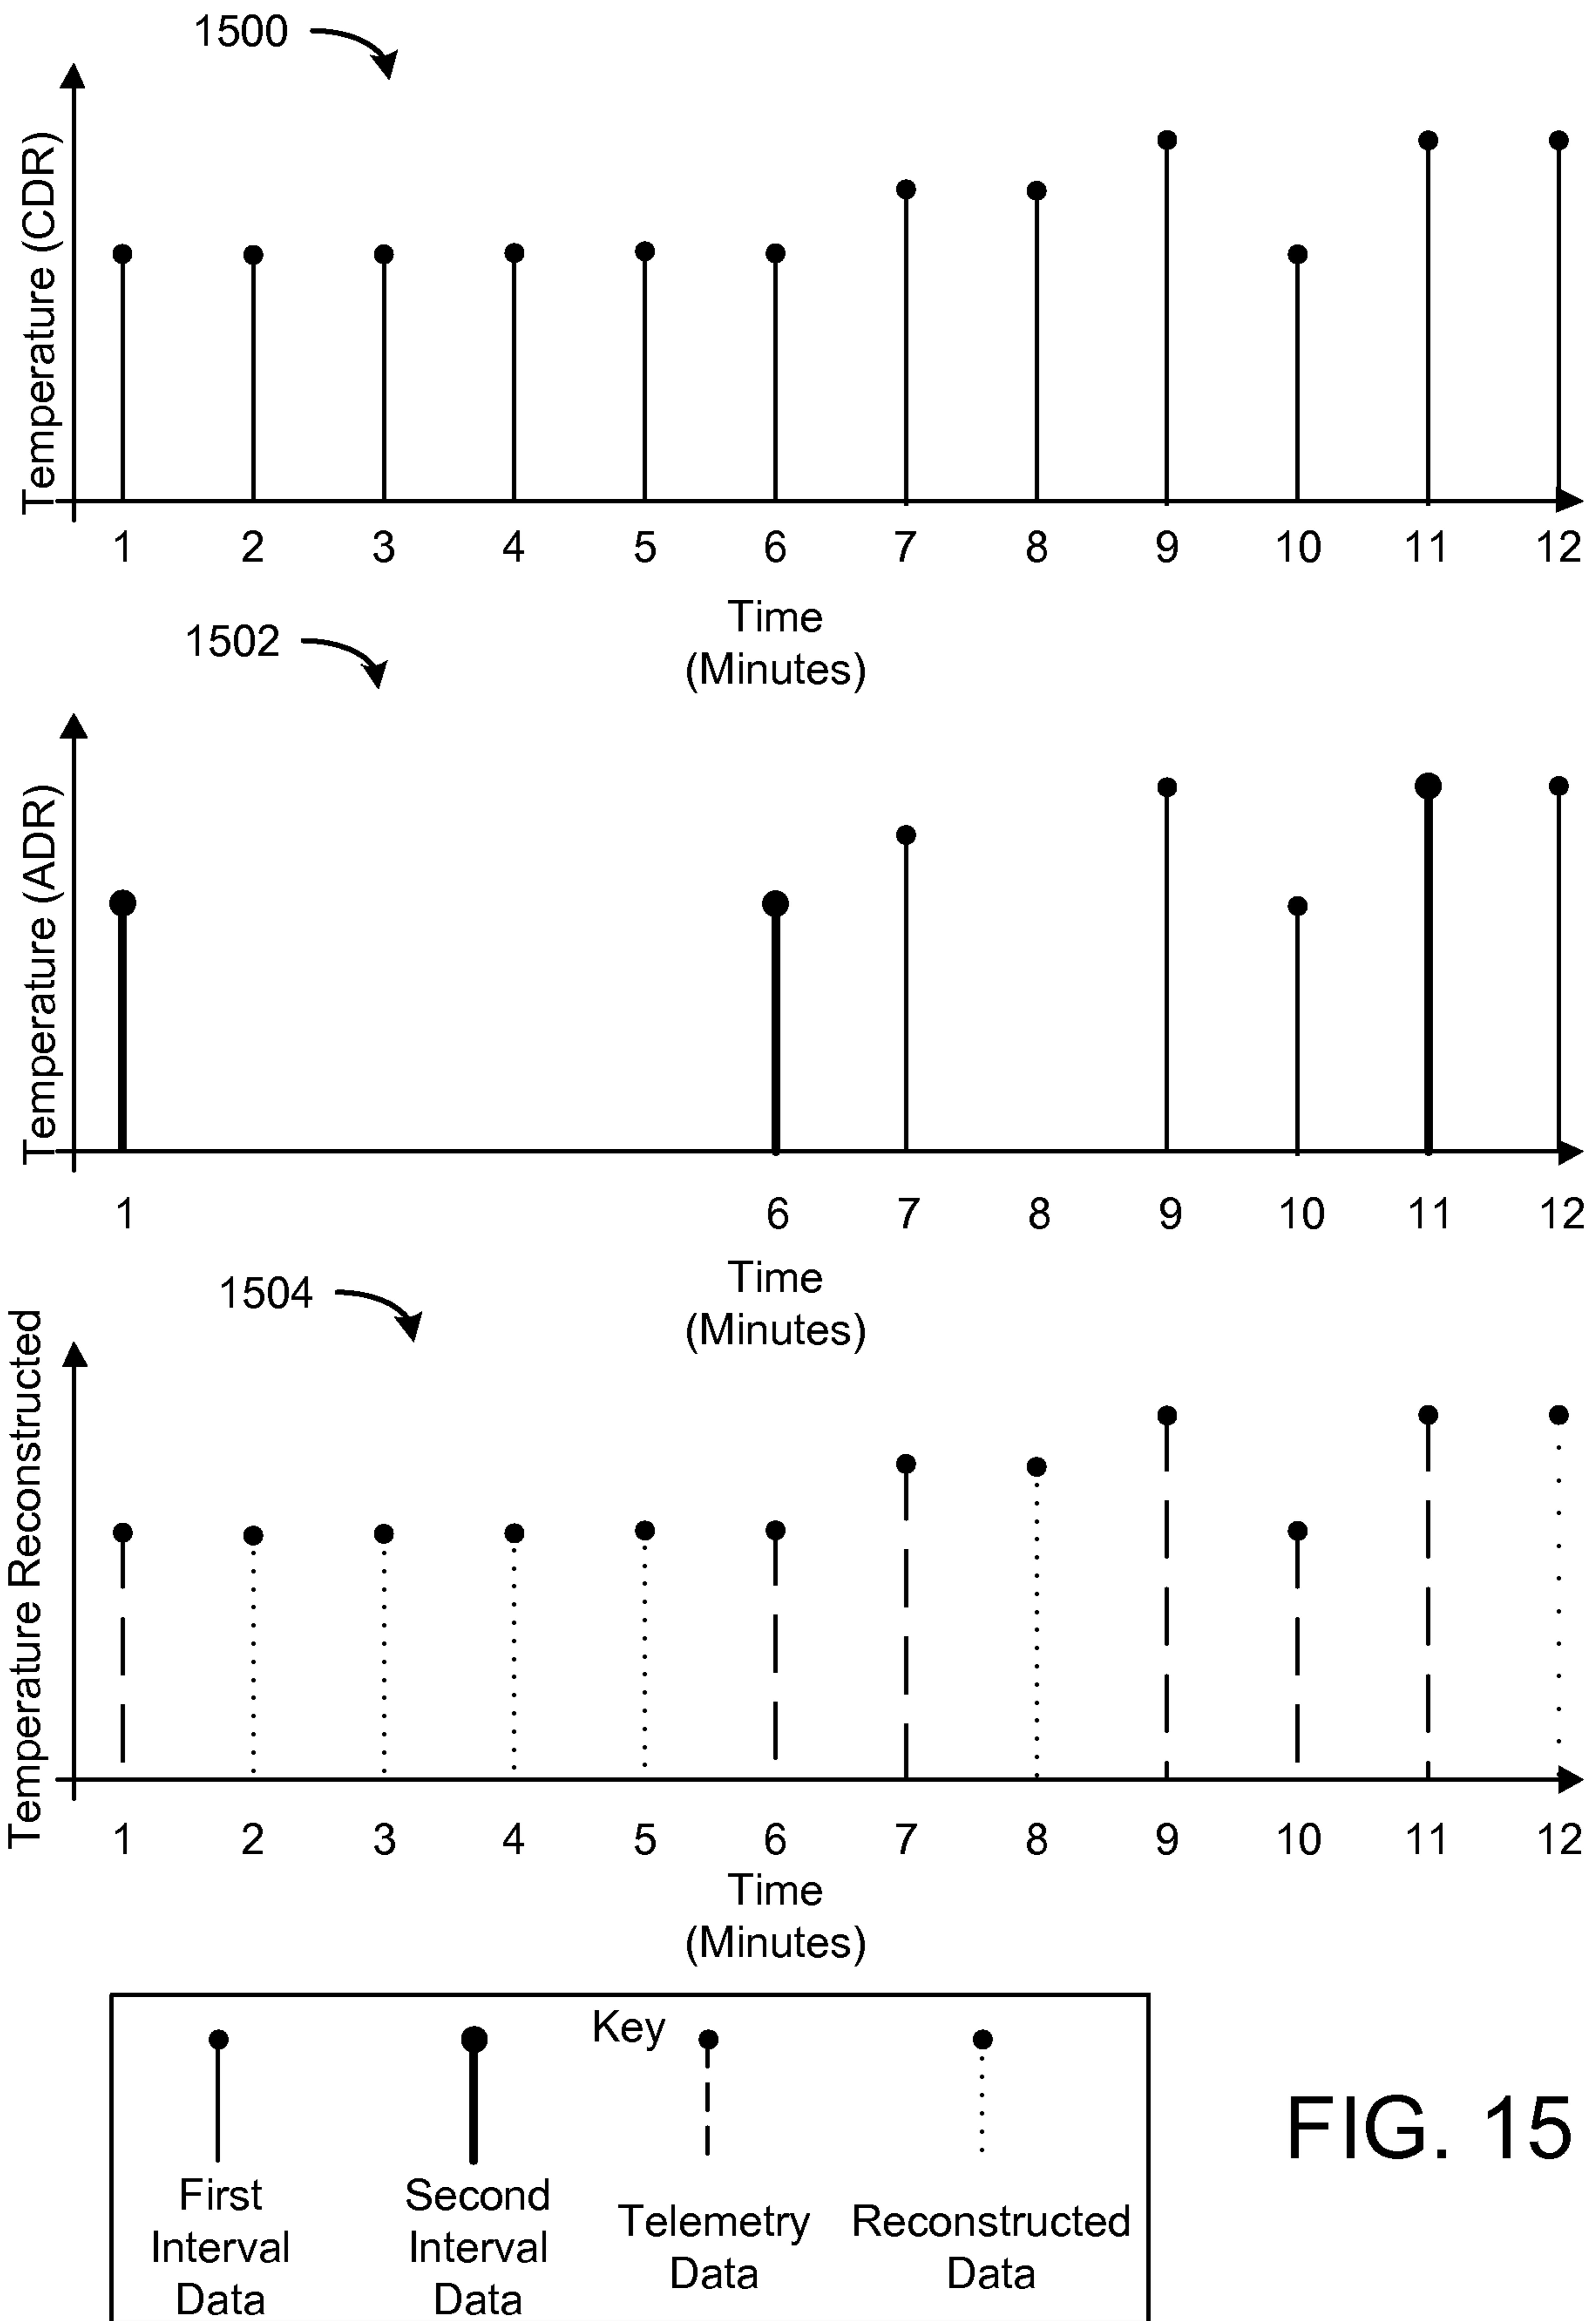 1500
Temperature (CDR)
1 2 3 4 5 6 7 8 9 10 11 12
Time
(Minutes)
1502
Temperature (ADR)
1 6 7 8 9 10 11 12
Time
(Minutes)
1504
Temperature Reconstructed
1 2 3 4 5 6 7 8 9 10 11 12
Time
(Minutes)
Key
First
Interval
Data
Second
Interval
Data
Telemetry
Data
Reconstructed
Data
FIG. 15